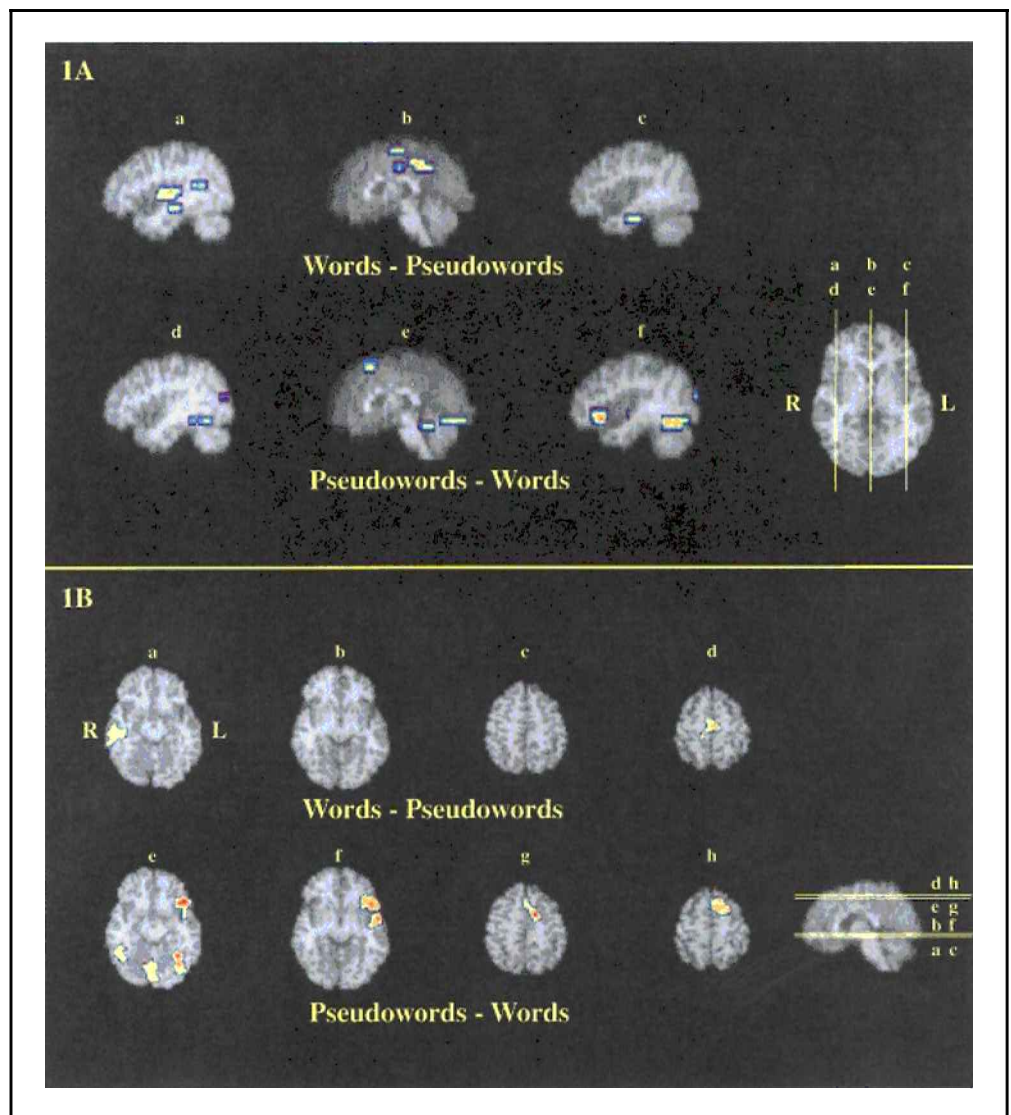 1A
a b c
Words - Pseudowords
a b c
d e f
d e f
R L
Pseudowords - Words
1B
a b c d
R L
Words - Pseudowords
e f g h
d h
c g
b f
a e
Pseudowords - Words